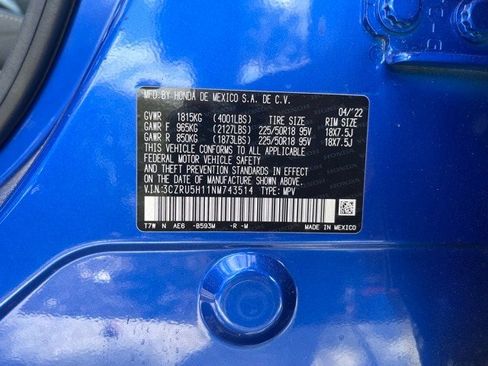 MFD.BY HONDA DE MEXICO S.A. DE C.V.
04/'22
GVWR 1815KG (4001LBS) TIRE SIZE RIM SIZE
GAWR F 965KG (2127LBS) 225/50R18 95V 18X7.5J
GAWR R 850KG (1873LBS) 225/50R18 95V 18X7.5J
THIS VEHICLE CONFORMS TO ALL APPLICABLE
FEDERAL MOTOR VEHICLE SAFETY, BUMPER,
AND THEFT PREVENTION STANDARDS IN EFFECT ON THE
DATE OF MANUFACTURE SHOWN ABOVE.
V.I.N:3CZRU5H11NM743514 TYPE: MPV
T7W N AE6 -B593M -R -M MADE IN MEXICO